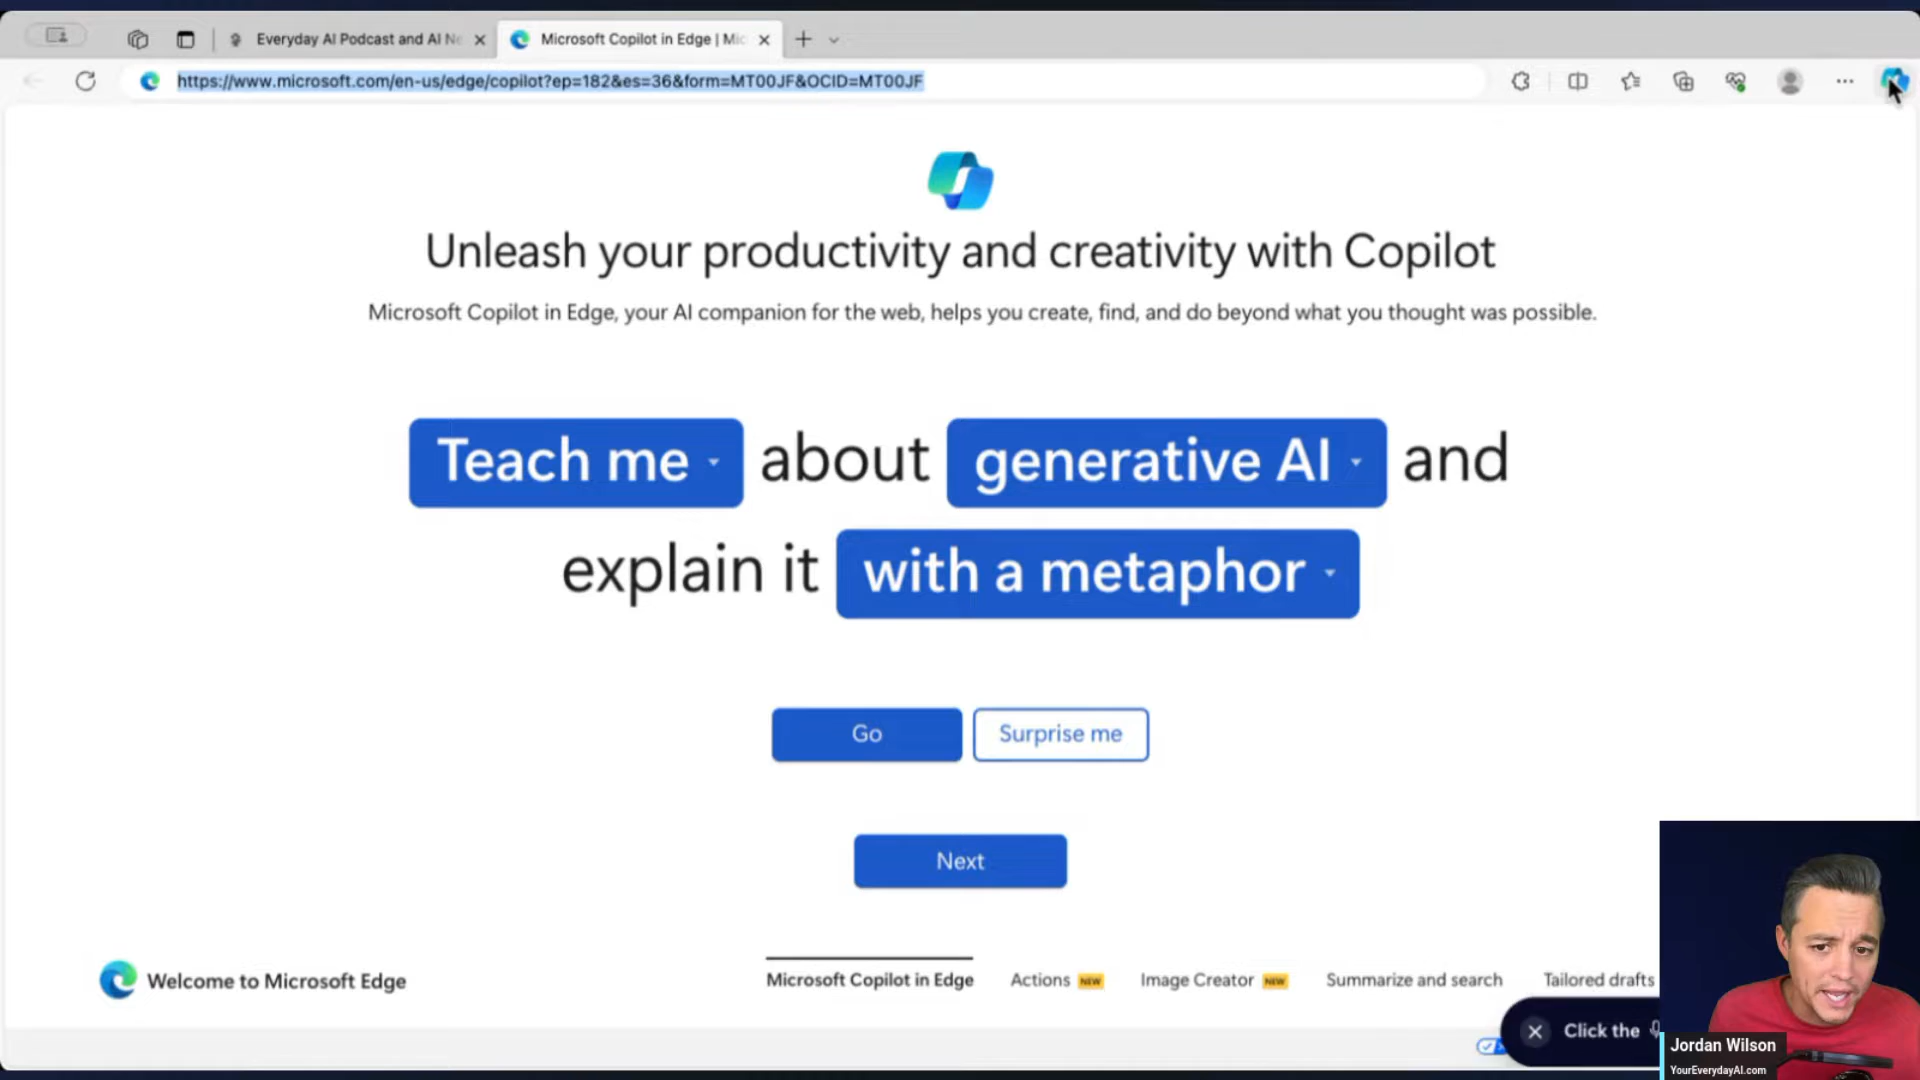 Everyday AI Podcast and AI Ne
Microsoft Copilot in Edge | Mic
https://www.microsoft.com/en-us/edge/copilot?ep=182&es=36&form=MT00JF&OCID=MT00JF
Unleash your productivity and creativity with Copilot
Microsoft Copilot in Edge, your AI companion for the web, helps you create, find, and do beyond what you thought was possible.
Teach me about generative AI and
explain it with a metaphor
Go Surprise me
Next
Welcome to Microsoft Edge
Microsoft Copilot in Edge Actions NEW Image Creator NEW Summarize and search Tailored drafts
Click the
Jordan Wilson
YourEverydayAI.com